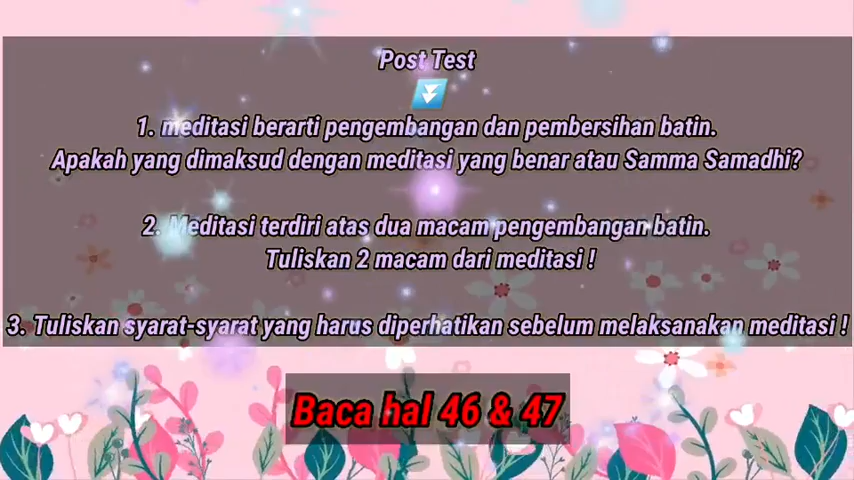 Post Test
1. meditasi berarti pengembangan dan pembersihan batin.
Apakah yang dimaksud dengan meditasi yang benar atau Samma Samadhi?
2. Meditasi terdiri atas dua macam pengembangan batin.
Tuliskan 2 macam dari meditasi !
3. Tuliskan syarat-syarat yang harus diperhatikan sebelum melaksanakan meditasi !
Baca hal 46 & 47